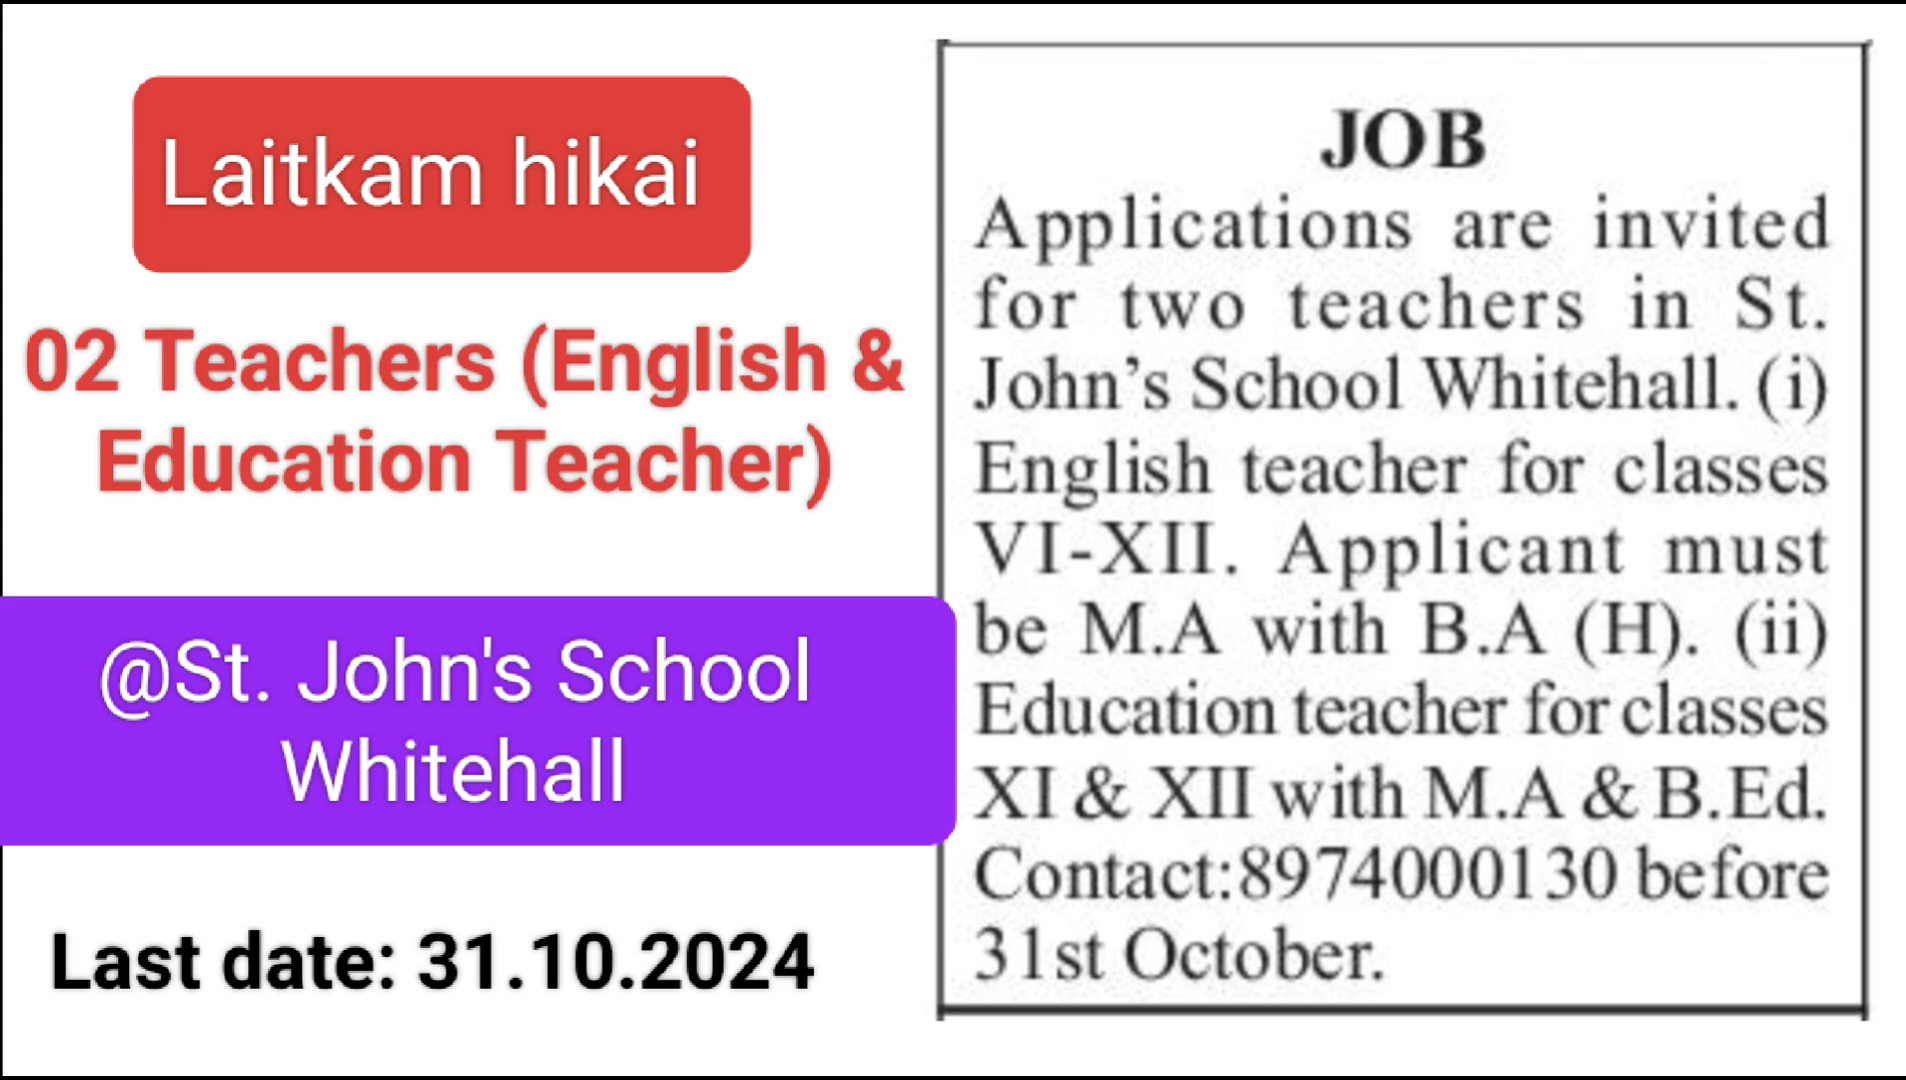 Laitkam hikai
02 Teachers (English &
Education Teacher)
@St. John's School
Whitehall
Last date: 31.10.2024
JOB
Applications are invited
for two teachers in St.
John’s School Whitehall. (i)
English teacher for classes
VI-XII. Applicant must
be M.A with B.A (H). (ii)
Education teacher for classes
XI & XII with M.A & B.Ed.
Contact:8974000130 before
31st October.